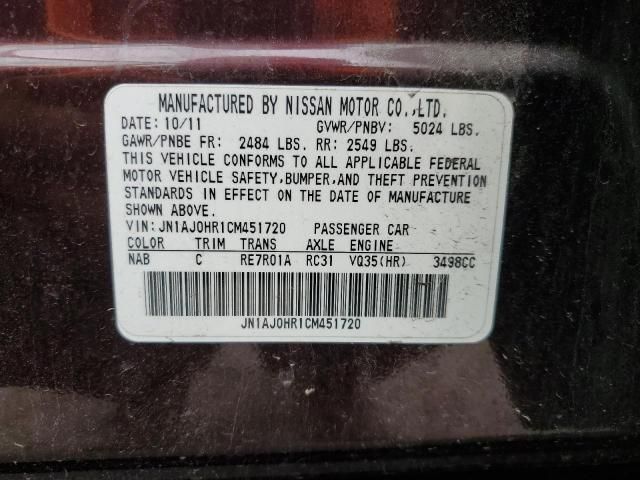 MANUFACTURED BY NISSAN MOTOR CO.,LTD.
DATE: 10/11 GVWR/PNBV: 5024 LBS.
GAWR/PNBE FR: 2484 LBS. RR: 2549 LBS.
THIS VEHICLE CONFORMS TO ALL APPLICABLE FEDERAL
MOTOR VEHICLE SAFETY,BUMPER,AND THEFT PREVENTION
STANDARDS IN EFFECT ON THE DATE OF MANUFACTURE
SHOWN ABOVE.
VIN: JN1AJ0HR1CM451720 PASSENGER CAR
COLOR TRIM TRANS AXLE ENGINE
NAB C RE7R01A RC31 VQ35(HR) 3498CC
JN1AJ0HR1CM451720